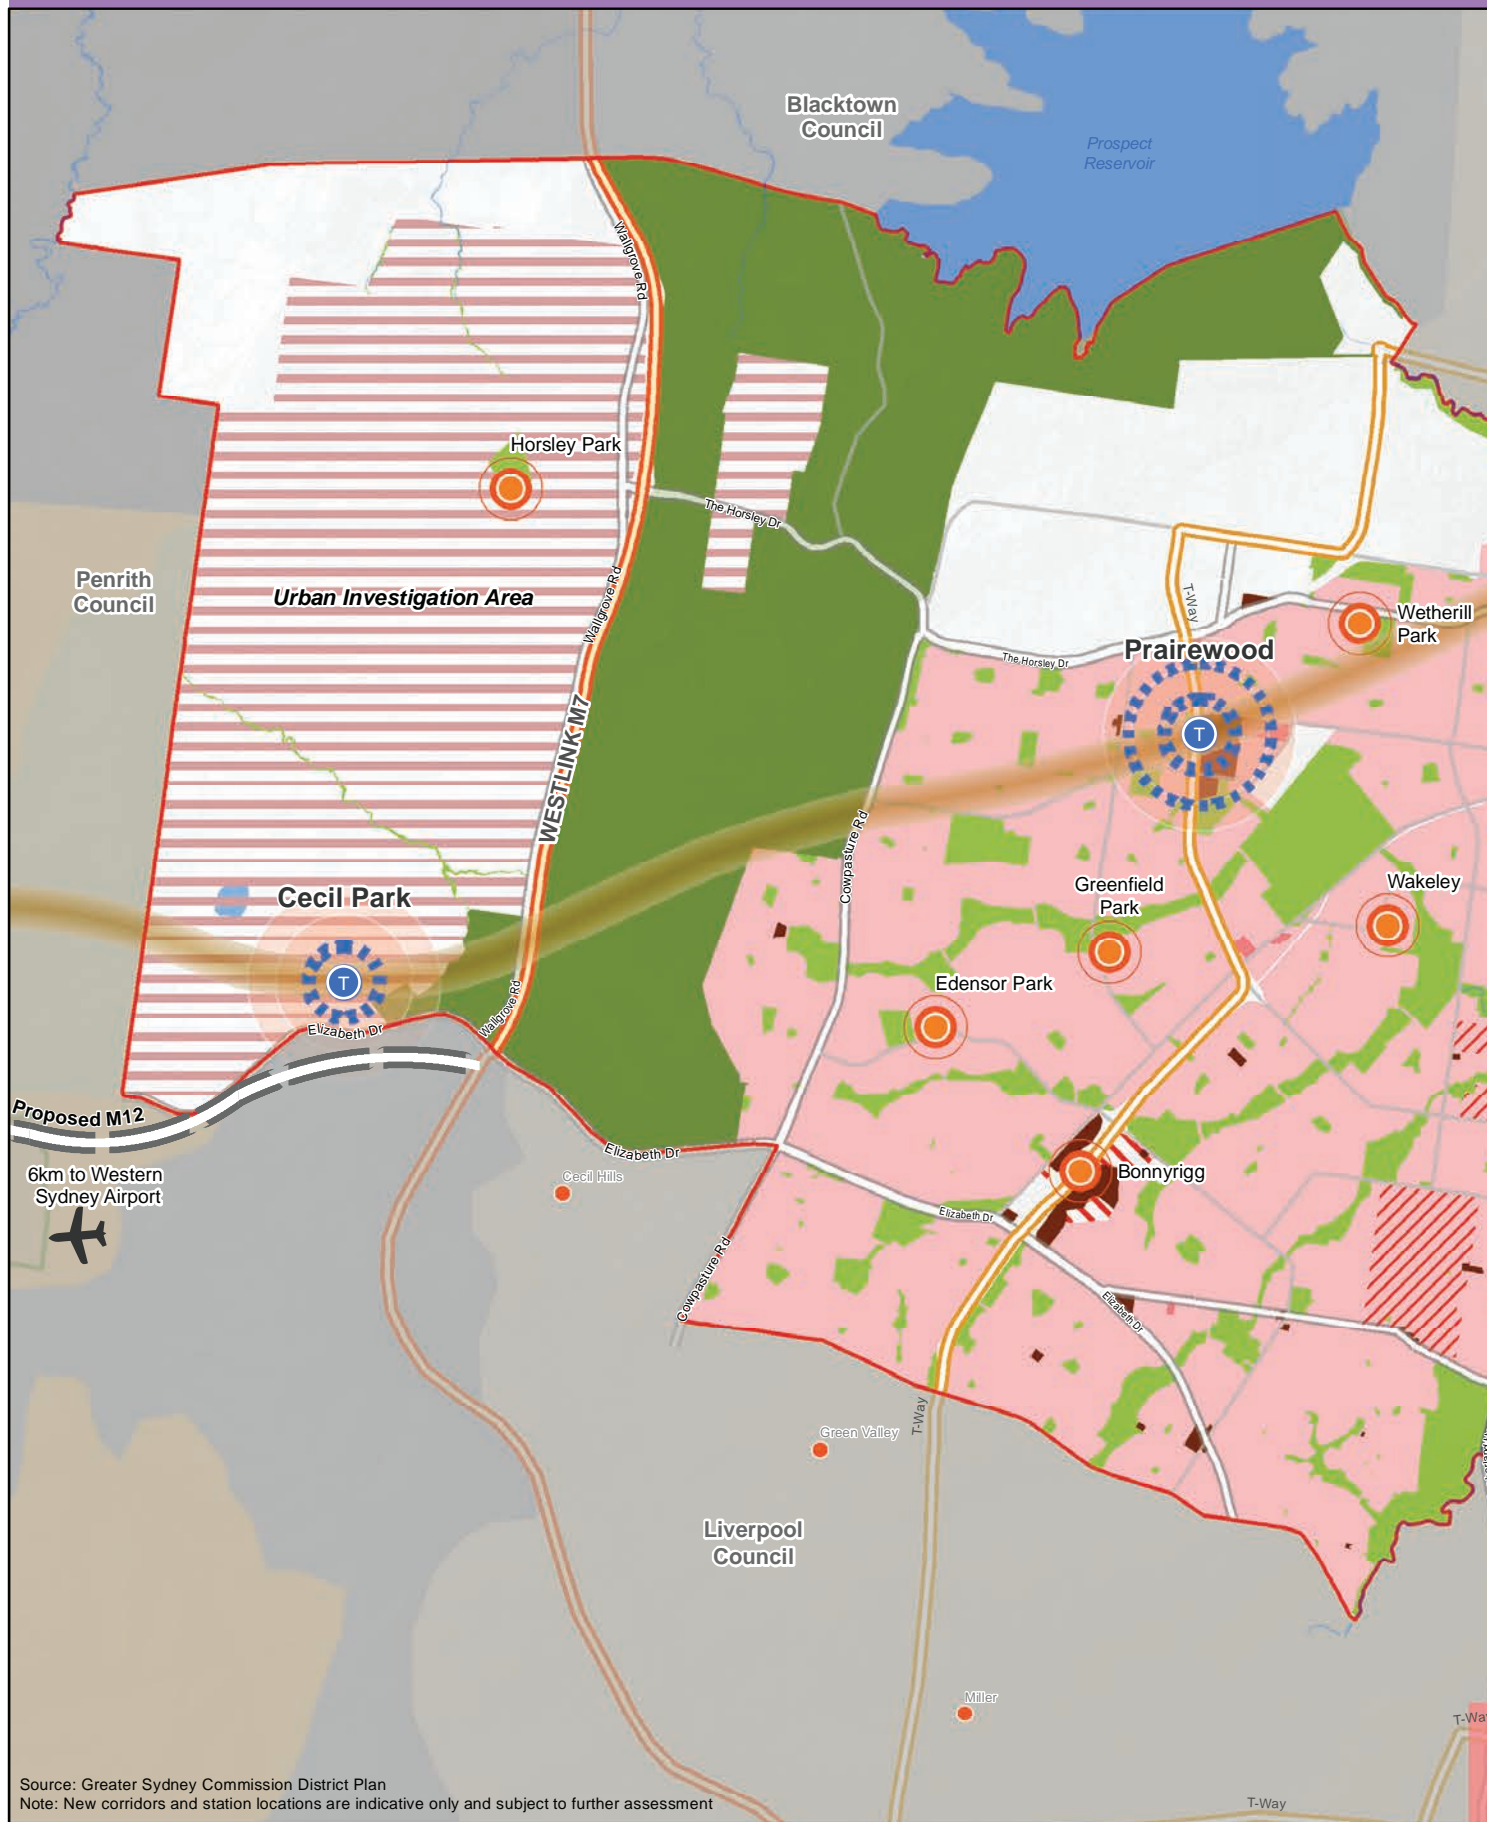 Blacktown
Council
Prospect
Reservoir
Wallgrove Rd
Horsley Park
The Horsley Dr
Penrith
Council
Urban Investigation Area
Wallgrove Rd
T-Way
Wetherill
Park
Prairewood
The Horsley Dr
T
WESTLINK M7
Cowpasture Rd
Greenfield
Park
Wakeley
Cecil Park
T
Edensor Park
Wallgrove Rd
Elizabeth Dr
Proposed M12
6km to Western
Sydney Airport
Elizabeth Dr
Cecil Hills
Bonnyrigg
Elizabeth Dr
Cowpasture Rd
Elizabeth Dr
T-Way
Green Valley
Liverpool
Council
Miller
T-Way
T-Way
Source: Greater Sydney Commission District Plan
Note: New corridors and station locations are indicative only and subject to further assessment